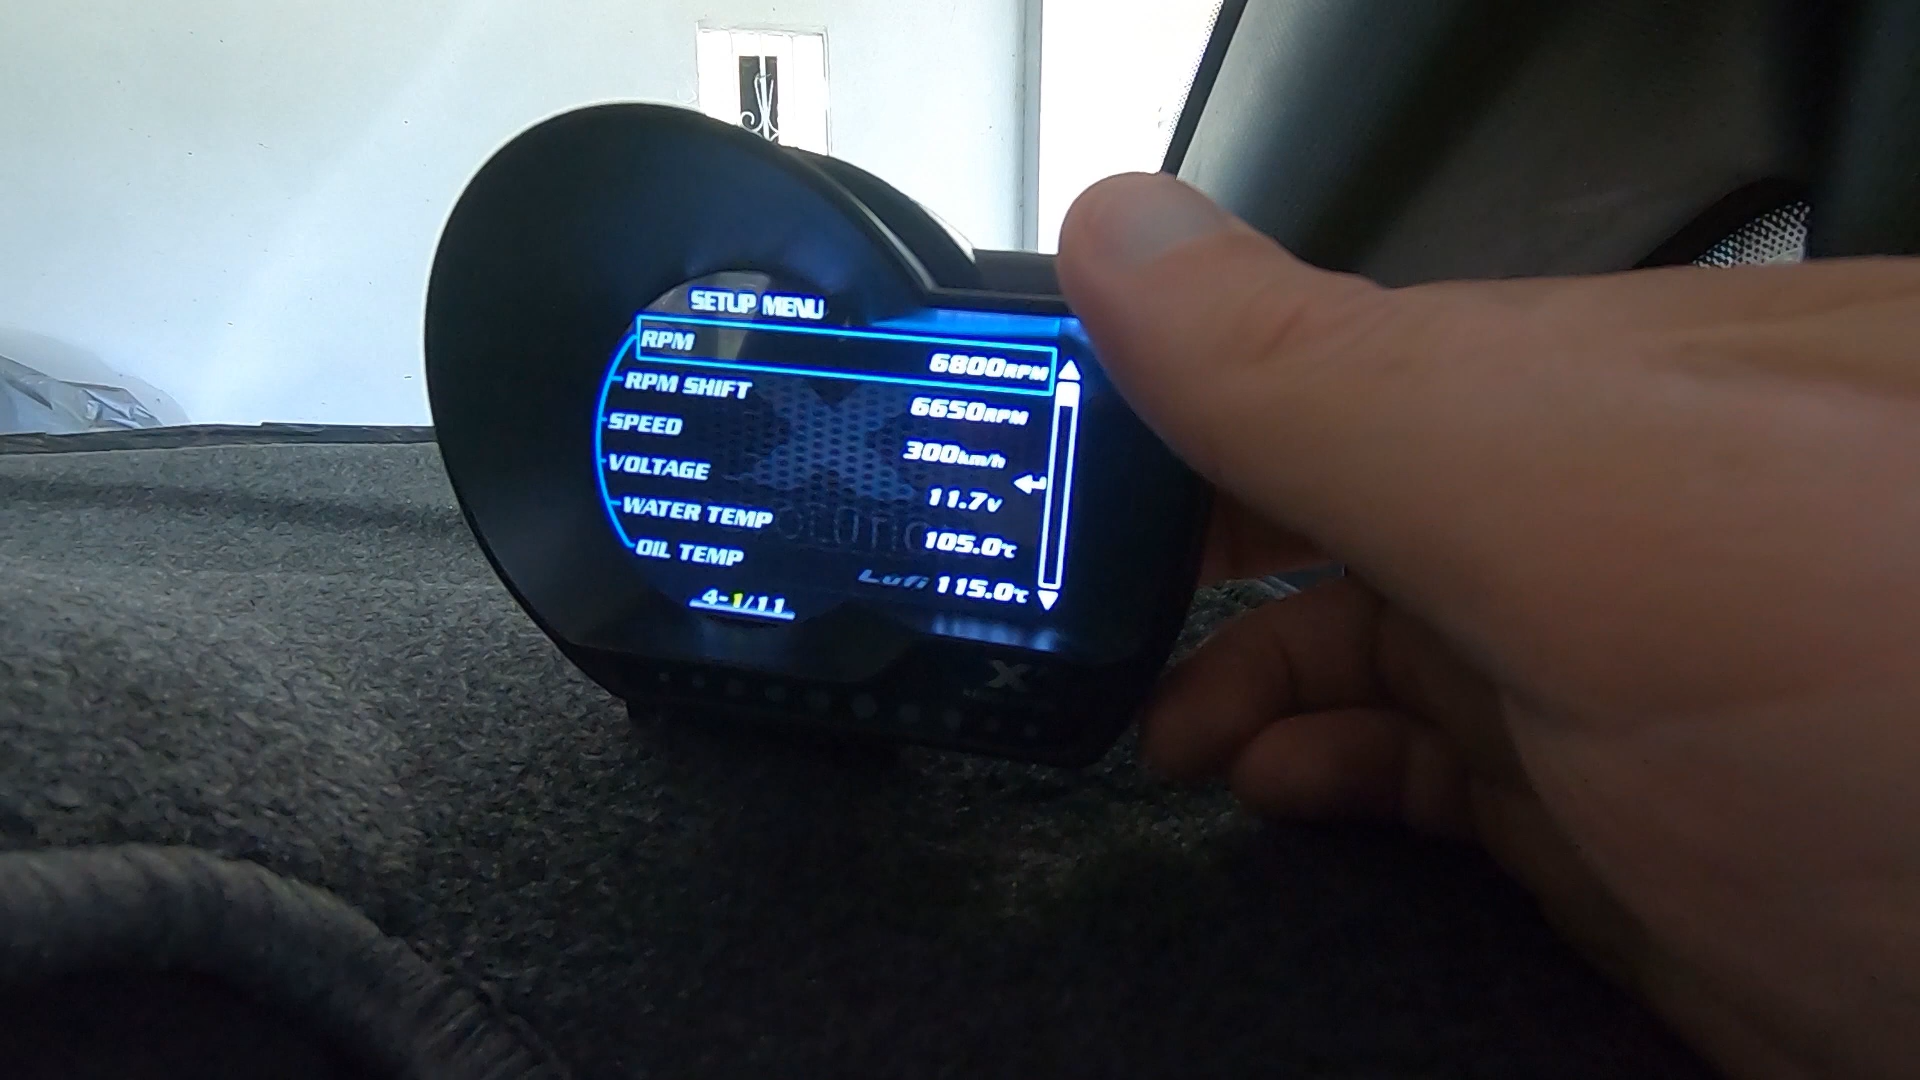 SETUP MENU
RPM 6800RPM
RPM SHIFT 6650RPM
SPEED 300km/h
VOLTAGE 11.7V
WATER TEMP 105.0℃
OIL TEMP 115.0℃
Lufi
4-1/11
X